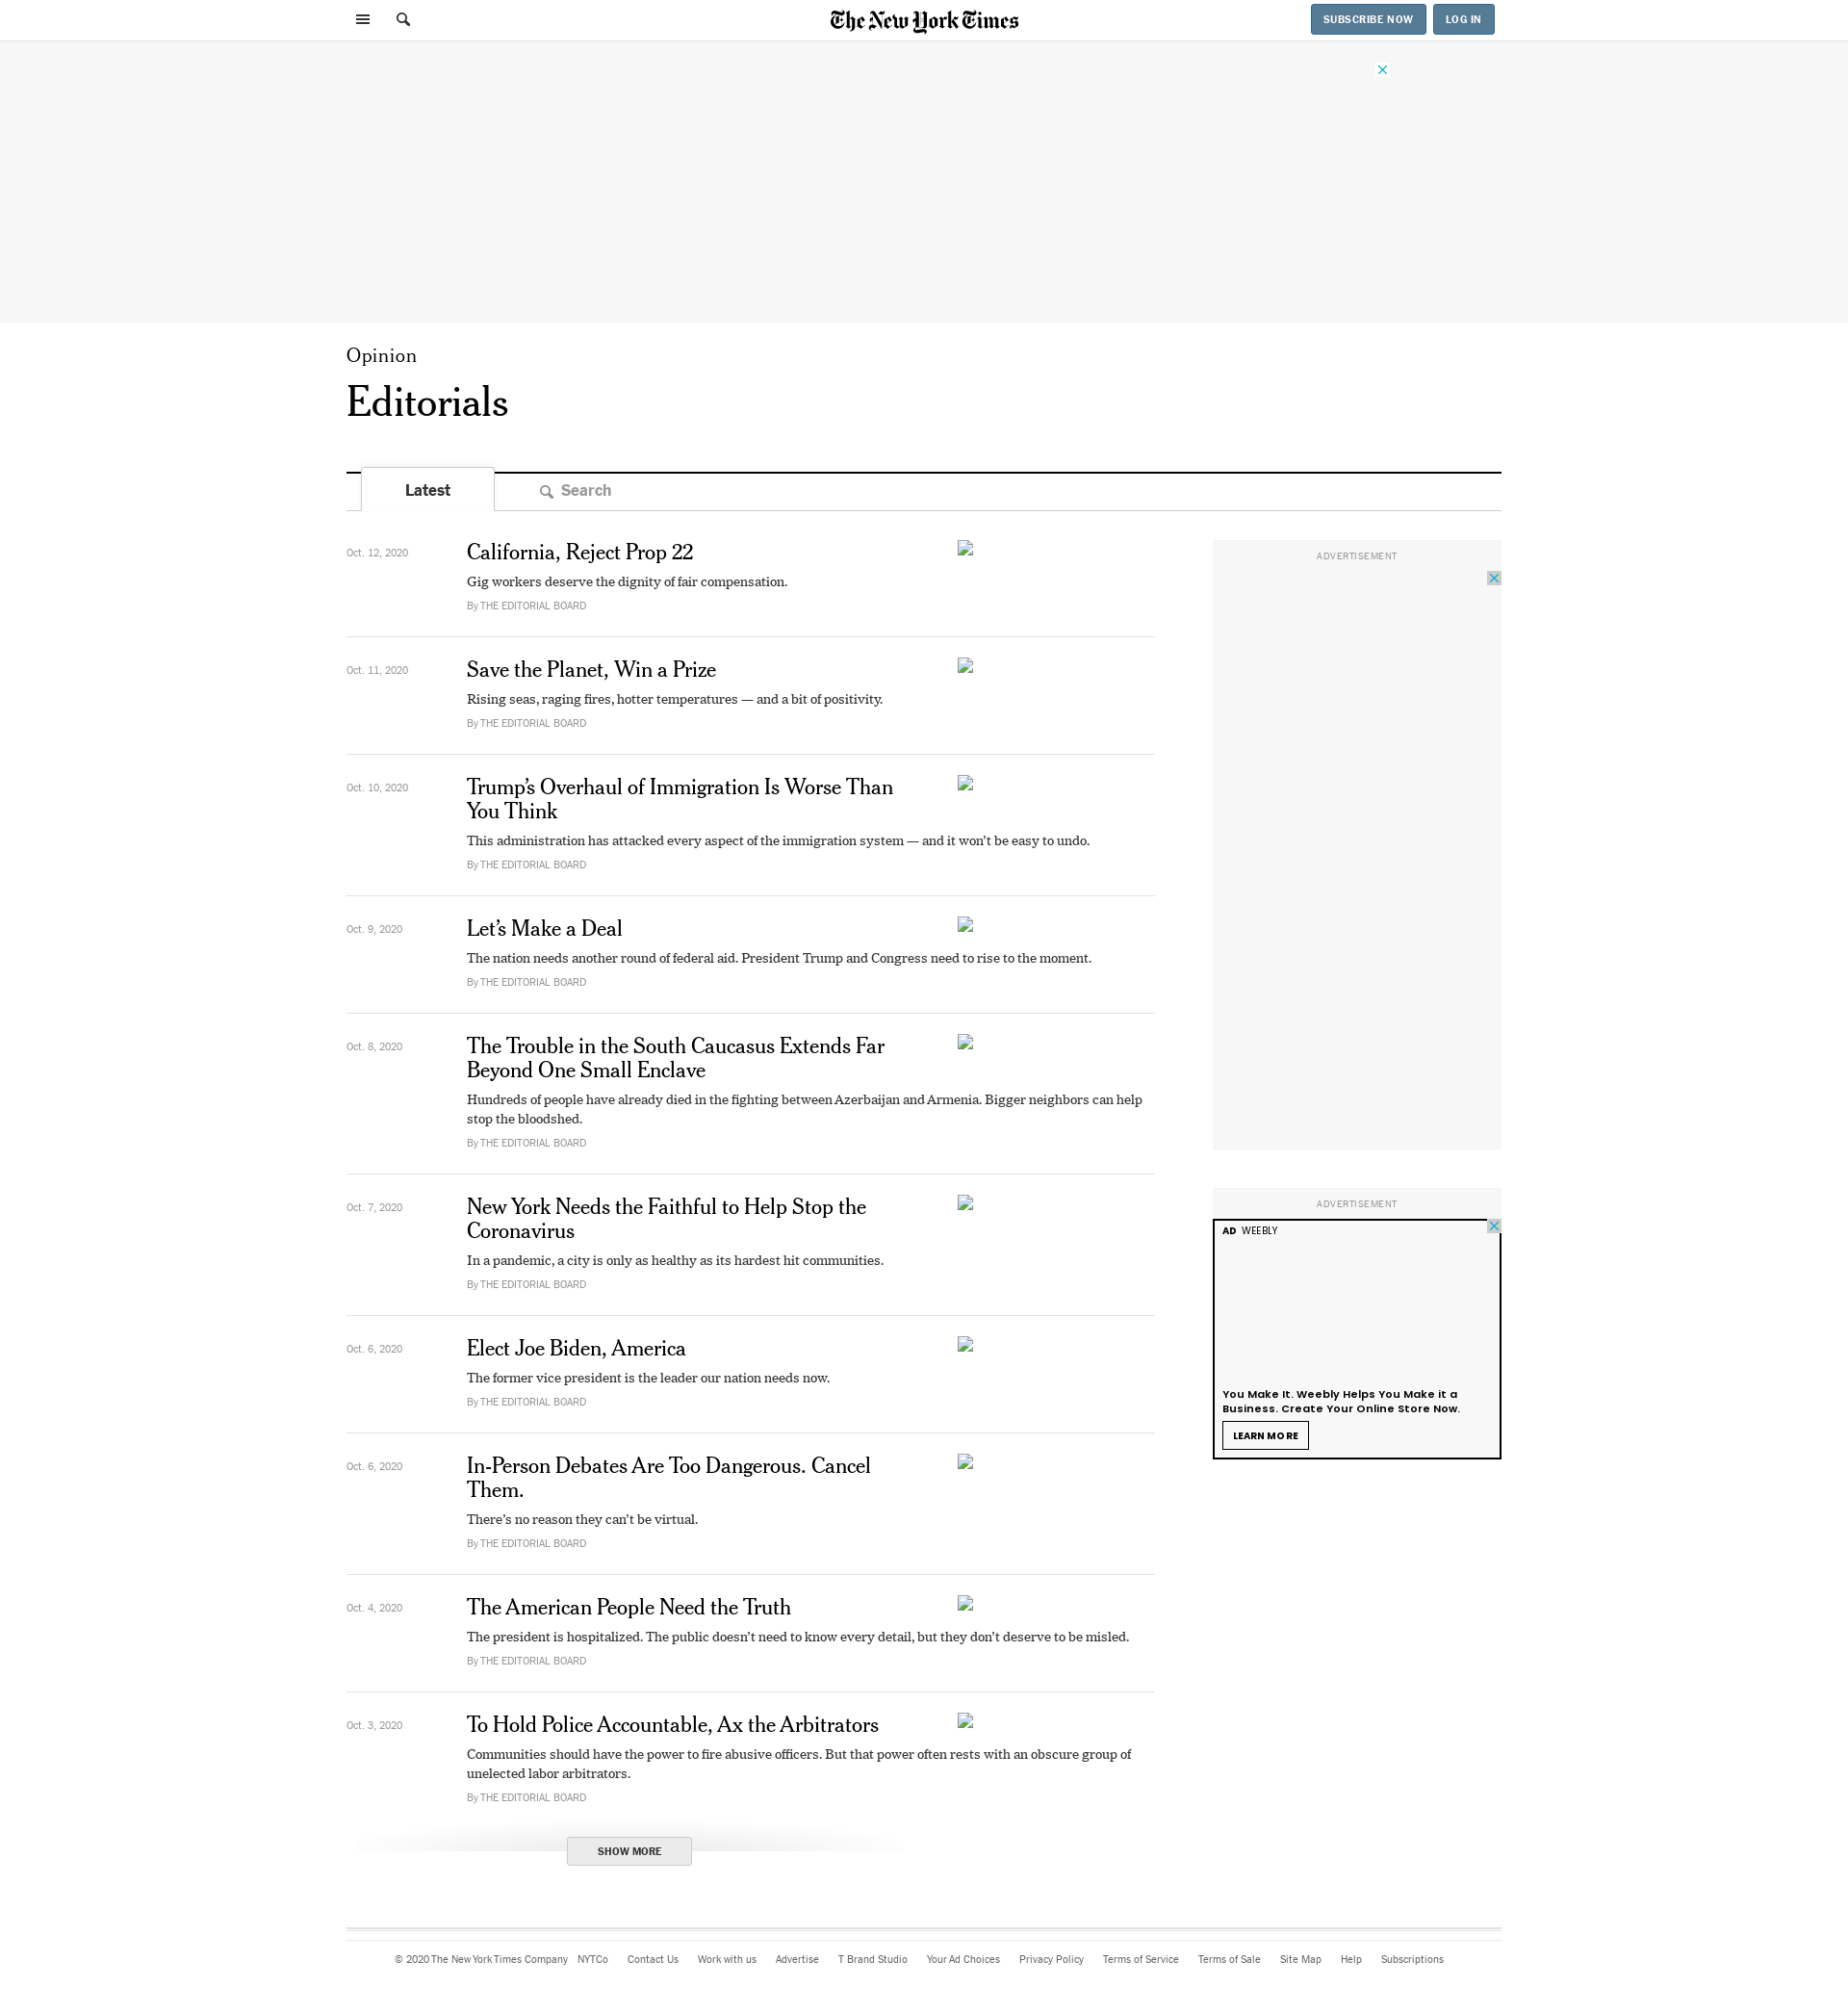 The New York Times
SUBSCRIBE NOW
LOG IN
Opinion
Editorials
Latest
Search
Oct. 12, 2020
California, Reject Prop 22
Gig workers deserve the dignity of fair compensation.
By THE EDITORIAL BOARD
Oct. 11, 2020
Save the Planet, Win a Prize
Rising seas, raging fires, hotter temperatures — and a bit of positivity.
By THE EDITORIAL BOARD
Oct. 10, 2020
Trump’s Overhaul of Immigration Is Worse Than
You Think
This administration has attacked every aspect of the immigration system — and it won’t be easy to undo.
By THE EDITORIAL BOARD
Oct. 9, 2020
Let’s Make a Deal
The nation needs another round of federal aid. President Trump and Congress need to rise to the moment.
By THE EDITORIAL BOARD
Oct. 8, 2020
The Trouble in the South Caucasus Extends Far
Beyond One Small Enclave
Hundreds of people have already died in the fighting between Azerbaijan and Armenia. Bigger neighbors can help
stop the bloodshed.
By THE EDITORIAL BOARD
Oct. 7, 2020
New York Needs the Faithful to Help Stop the
Coronavirus
In a pandemic, a city is only as healthy as its hardest hit communities.
By THE EDITORIAL BOARD
Oct. 6, 2020
Elect Joe Biden, America
The former vice president is the leader our nation needs now.
By THE EDITORIAL BOARD
Oct. 6, 2020
In-Person Debates Are Too Dangerous. Cancel
Them.
There’s no reason they can’t be virtual.
By THE EDITORIAL BOARD
Oct. 4, 2020
The American People Need the Truth
The president is hospitalized. The public doesn’t need to know every detail, but they don’t deserve to be misled.
By THE EDITORIAL BOARD
Oct. 3, 2020
To Hold Police Accountable, Ax the Arbitrators
Communities should have the power to fire abusive officers. But that power often rests with an obscure group of
unelected labor arbitrators.
By THE EDITORIAL BOARD
SHOW MORE
ADVERTISEMENT
ADVERTISEMENT
AD WEEBLY
You Make It. Weebly Helps You Make it a
Business. Create Your Online Store Now.
LEARN MORE
© 2020 The New York Times Company NYTCo Contact Us Work with us Advertise T Brand Studio Your Ad Choices Privacy Policy Terms of Service Terms of Sale Site Map Help Subscriptions